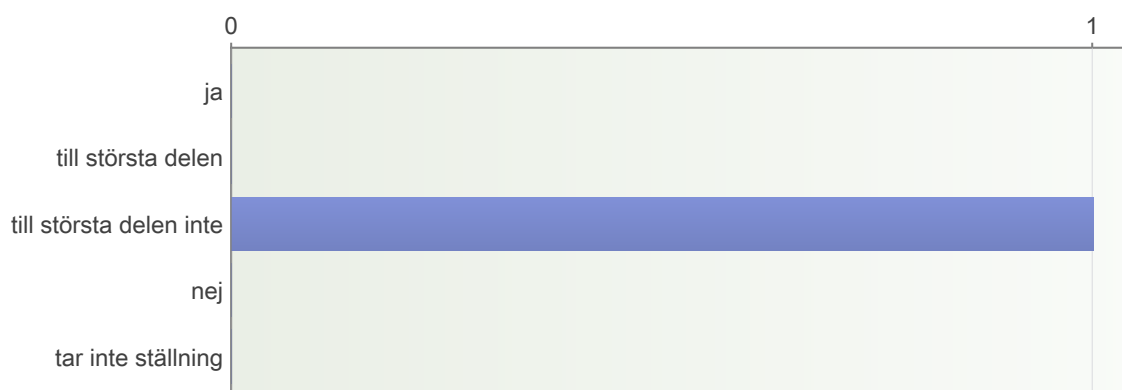 0 1
ja
till största delen
till största delen inte
nej
tar inte ställning